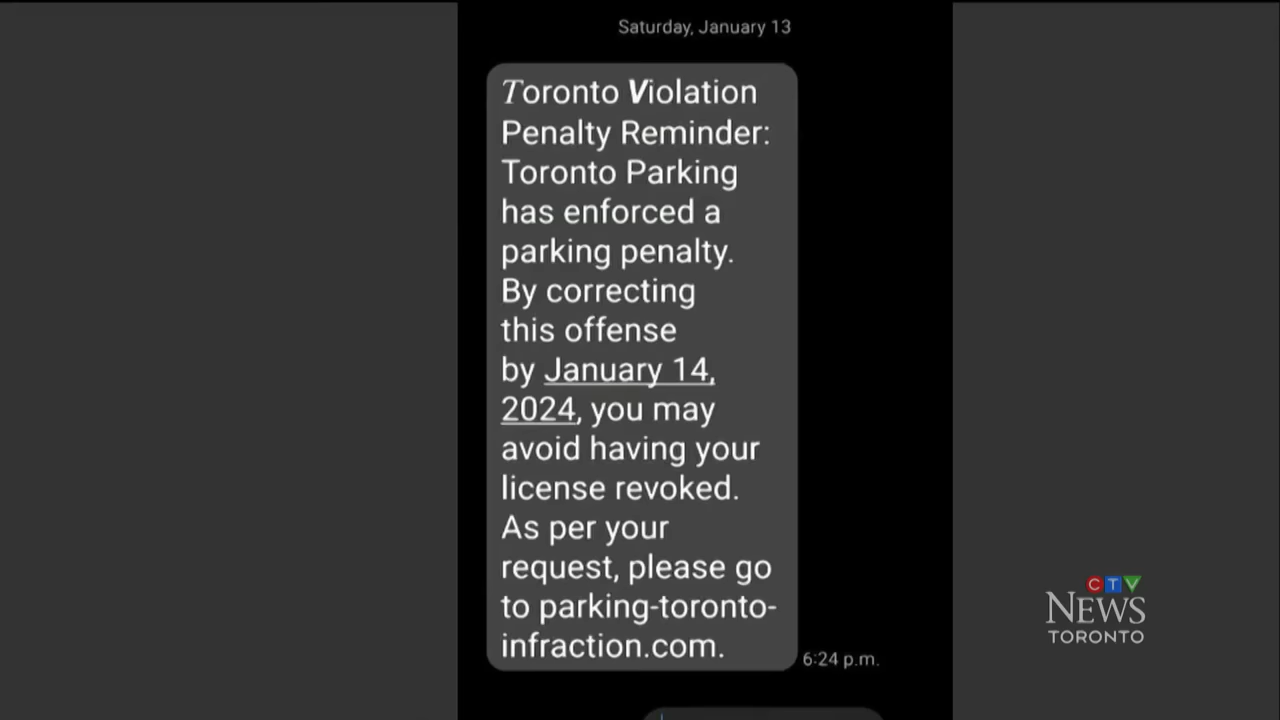 Saturday, January 13
Toronto Violation
Penalty Reminder:
Toronto Parking
has enforced a
parking penalty.
By correcting
this offense
by January 14,
2024, you may
avoid having your
license revoked.
As per your
request, please go
to parking-toronto-
infraction.com.
6:24 p.m.
CTV
NEWS
TORONTO